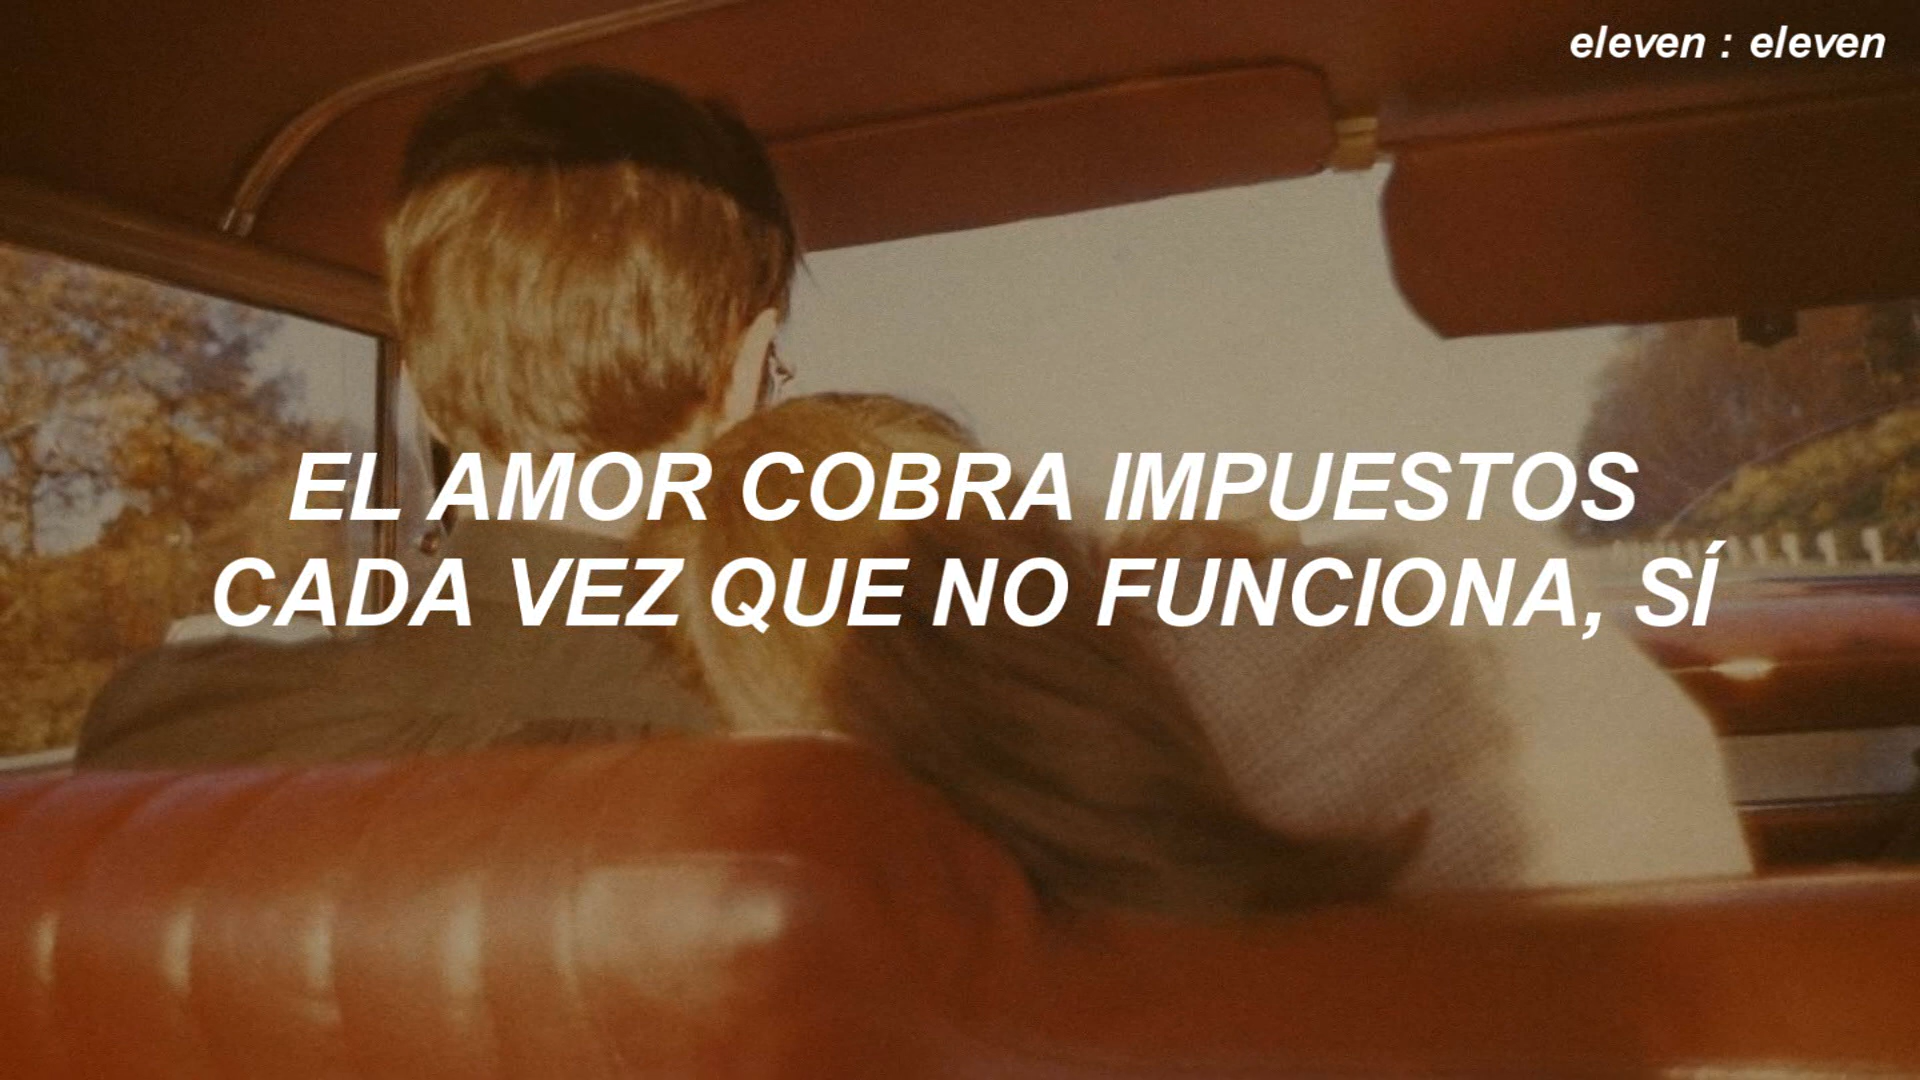 eleven : eleven
EL AMOR COBRA IMPUESTOS
CADA VEZ QUE NO FUNCIONA, SÍ